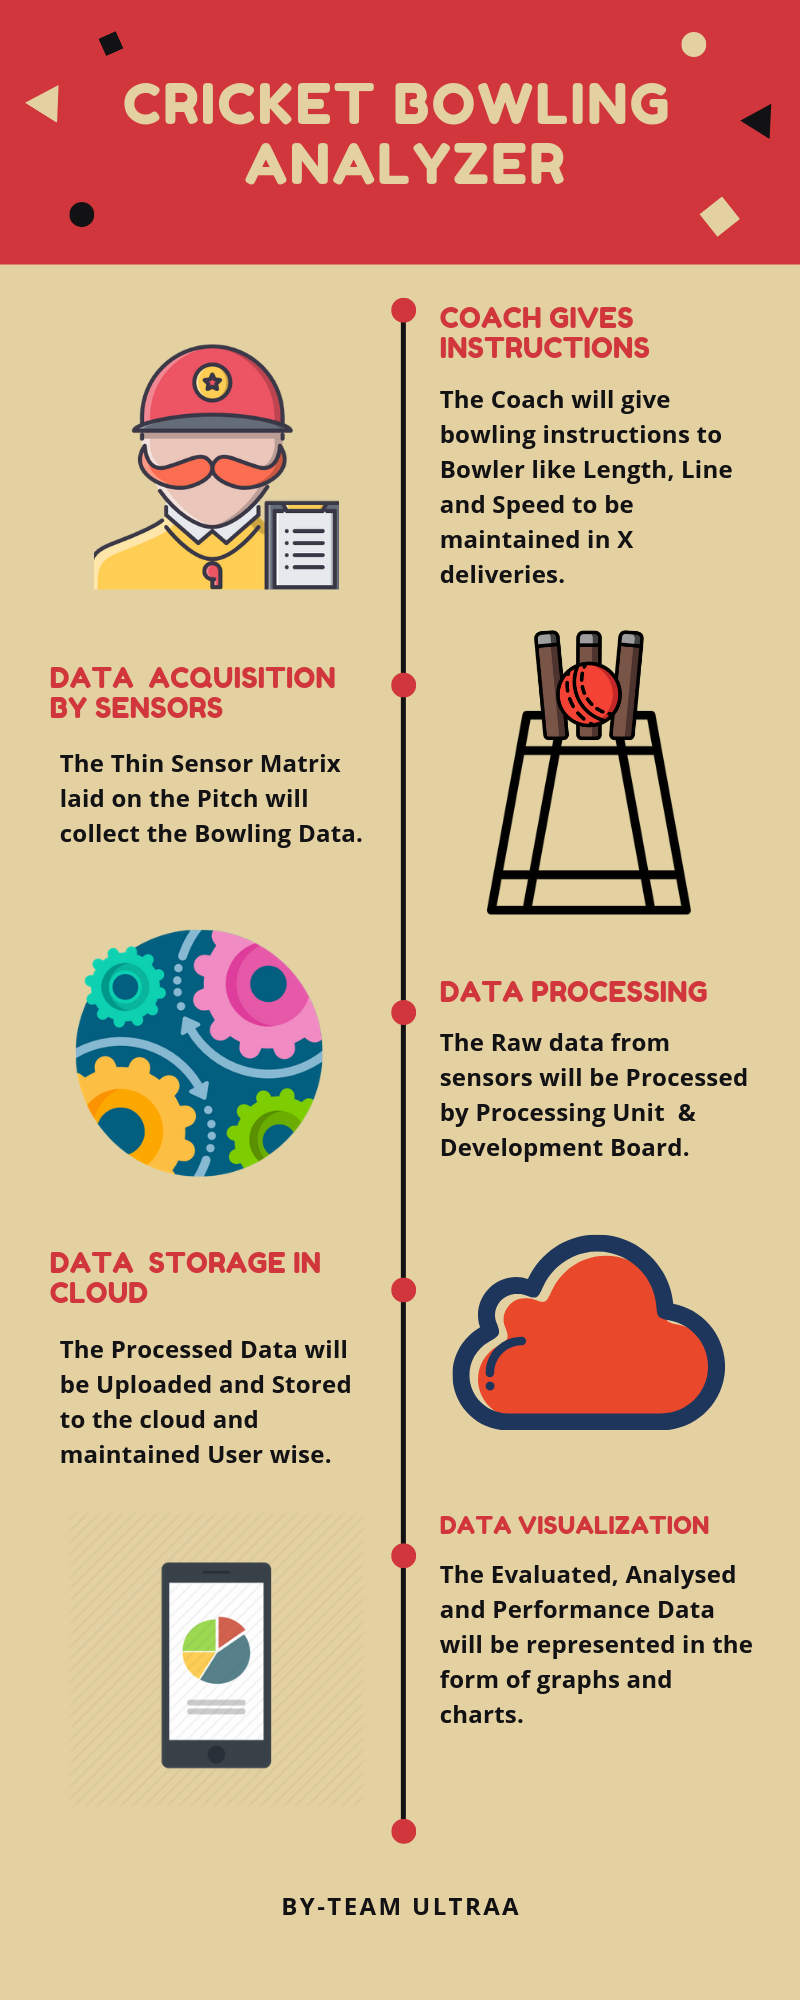 CRICKET BOWLING
ANALYZER
COACH GIVES
INSTRUCTIONS
The Coach will give
bowling instructions to
Bowler like Length, Line
and Speed to be
maintained in X
deliveries.
DATA  ACQUISITION
BY SENSORS
The Thin Sensor Matrix
laid on the Pitch will
collect the Bowling Data.
DATA PROCESSING
The Raw data from
sensors will be Processed
by Processing Unit  &
Development Board.
DATA  STORAGE IN
CLOUD
The Processed Data will
be Uploaded and Stored
to the cloud and
maintained User wise.
DATA VISUALIZATION
The Evaluated, Analysed
and Performance Data
will be represented in the
form of graphs and
charts.
BY-TEAM ULTRAA